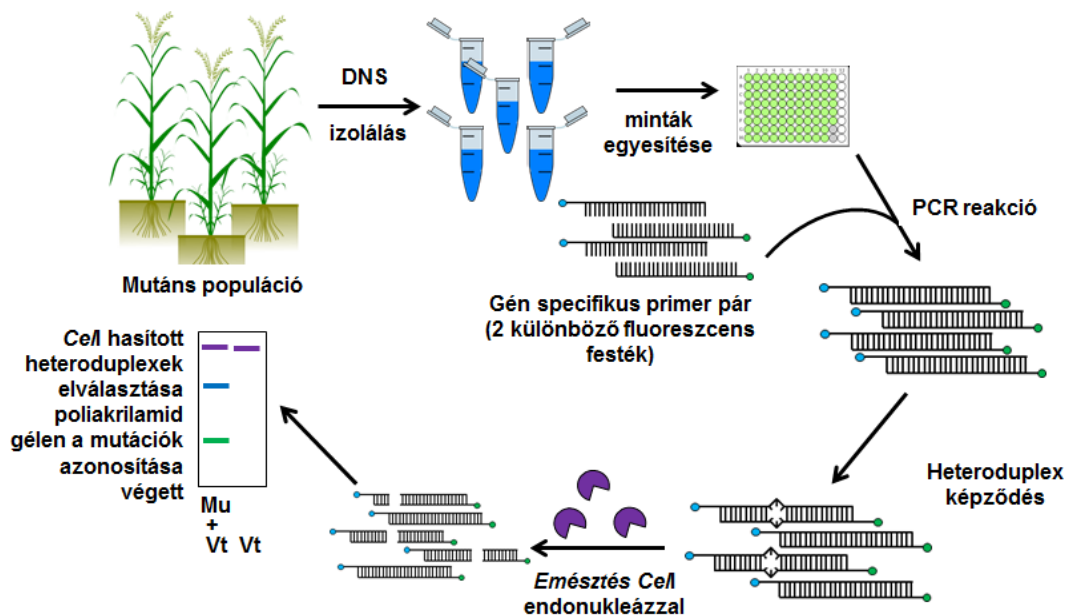 DNS
izolálás
minták
egyesítése
PCR reakció
Mutáns populáció
Gén specifikus primer pár
(2 különböző fluoreszcens
festék)
CelI hasított
heteroduplexek
elválasztása
poliakrilamid
gélen a mutációk
azonosítása
végett
Mu
+
Vt Vt
Heteroduplex
képződés
Emésztés CelI
endonukleázzal